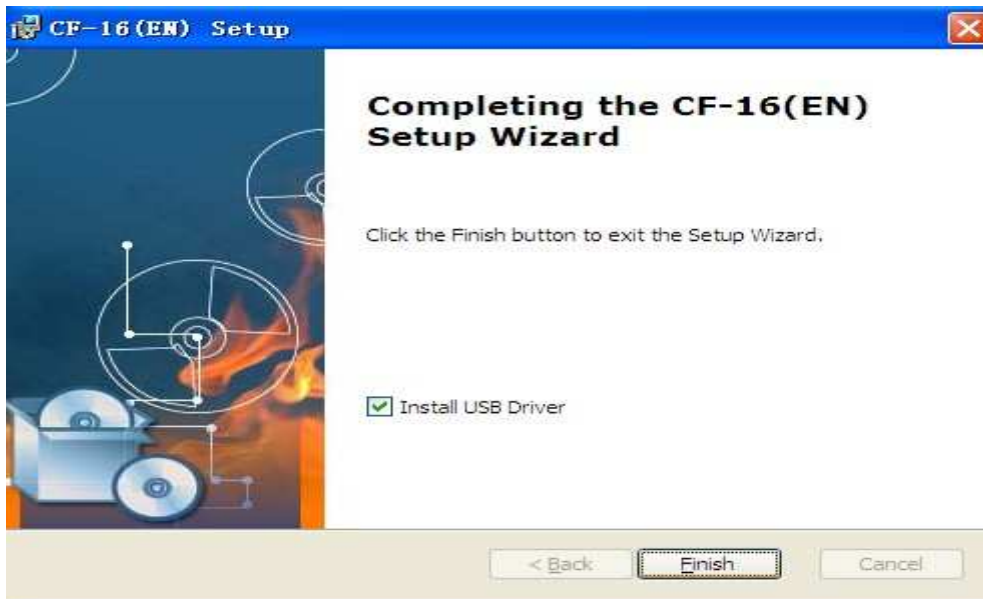 CF-16(EN) Setup
Completing the CF-16(EN)
Setup Wizard
Click the Finish button to exit the Setup Wizard.
Install USB Driver
< Back
Finish
Cancel